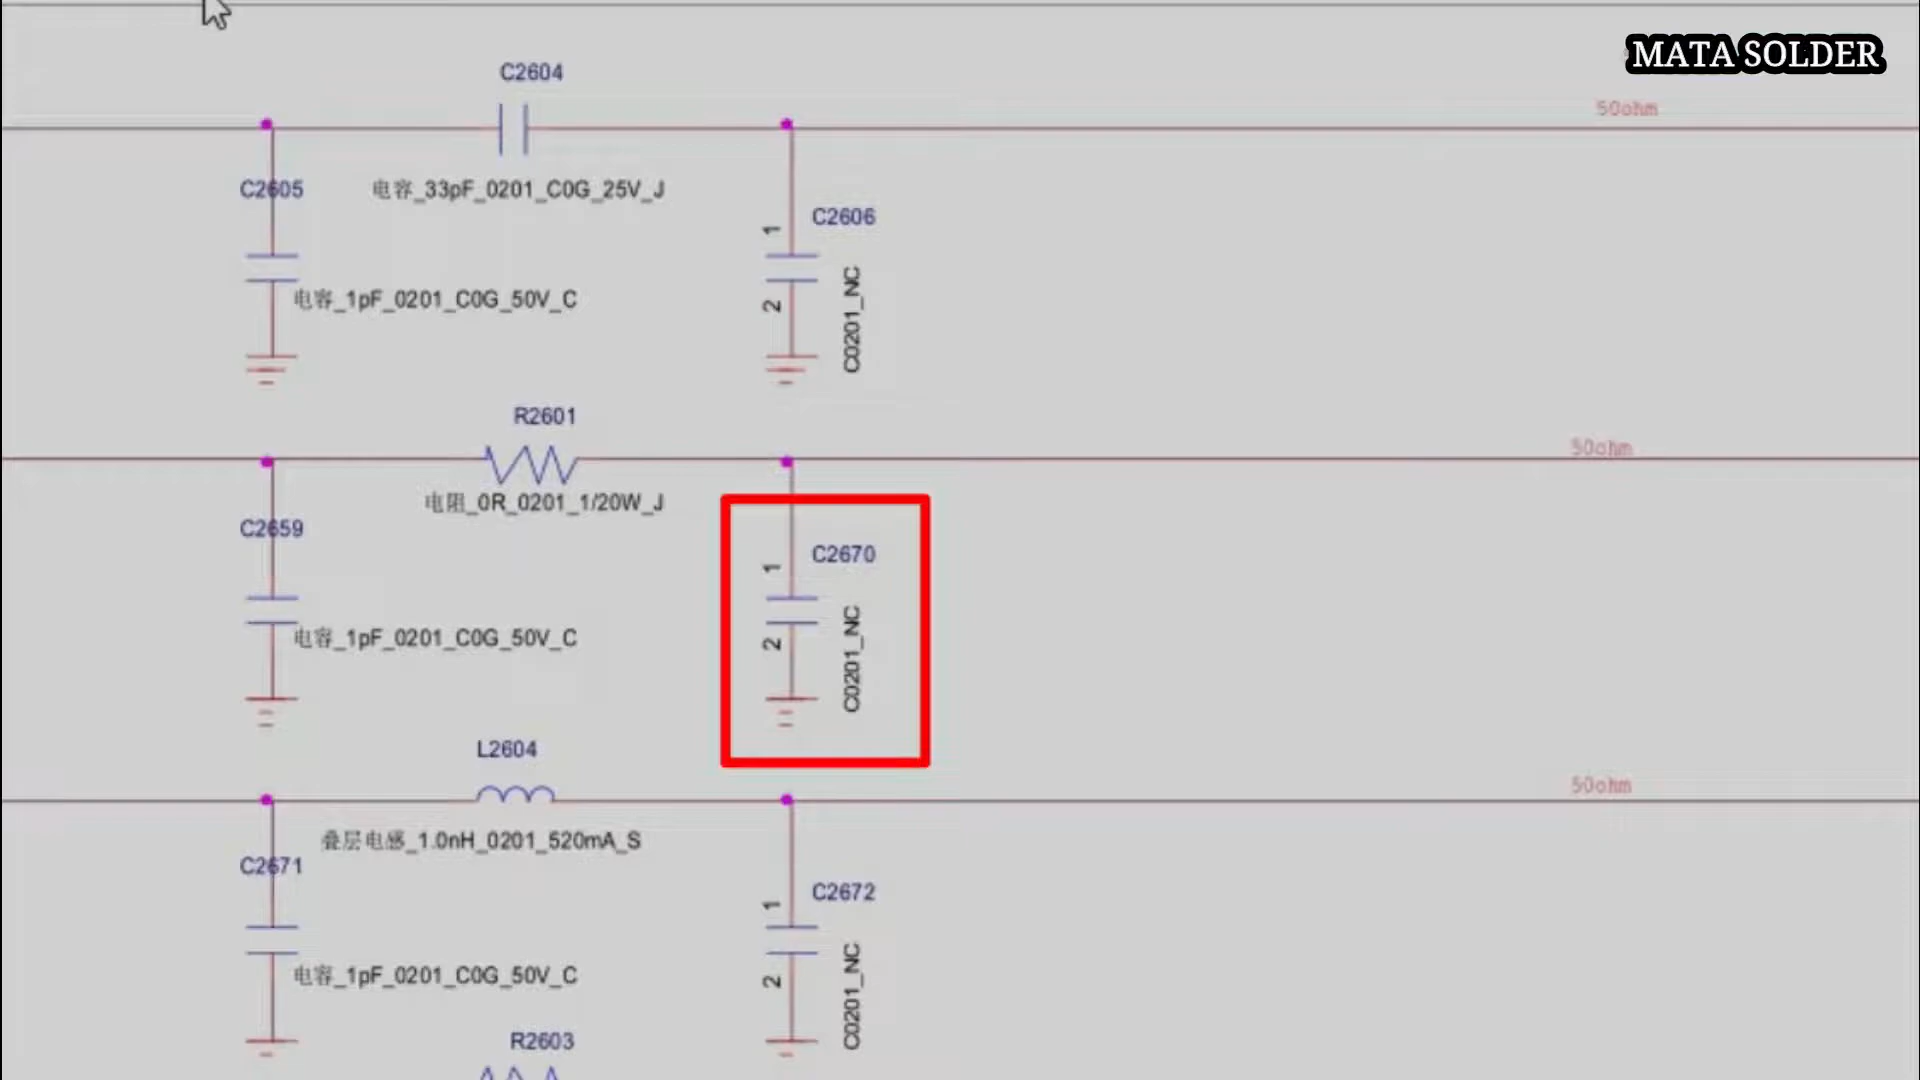 MATA SOLDER
C2604
50ohm
C2605
电容_33pF_0201_C0G_25V_J
C2606
1
2
C0201_NC
电容_1pF_0201_C0G_50V_C
R2601
50ohm
电阻_0R_0201_1/20W_J
C2659
C2670
1
2
C0201_NC
电容_1pF_0201_C0G_50V_C
L2604
50ohm
叠层电感_1.0nH_0201_520mA_S
C2671
C2672
1
2
C0201_NC
电容_1pF_0201_C0G_50V_C
R2603